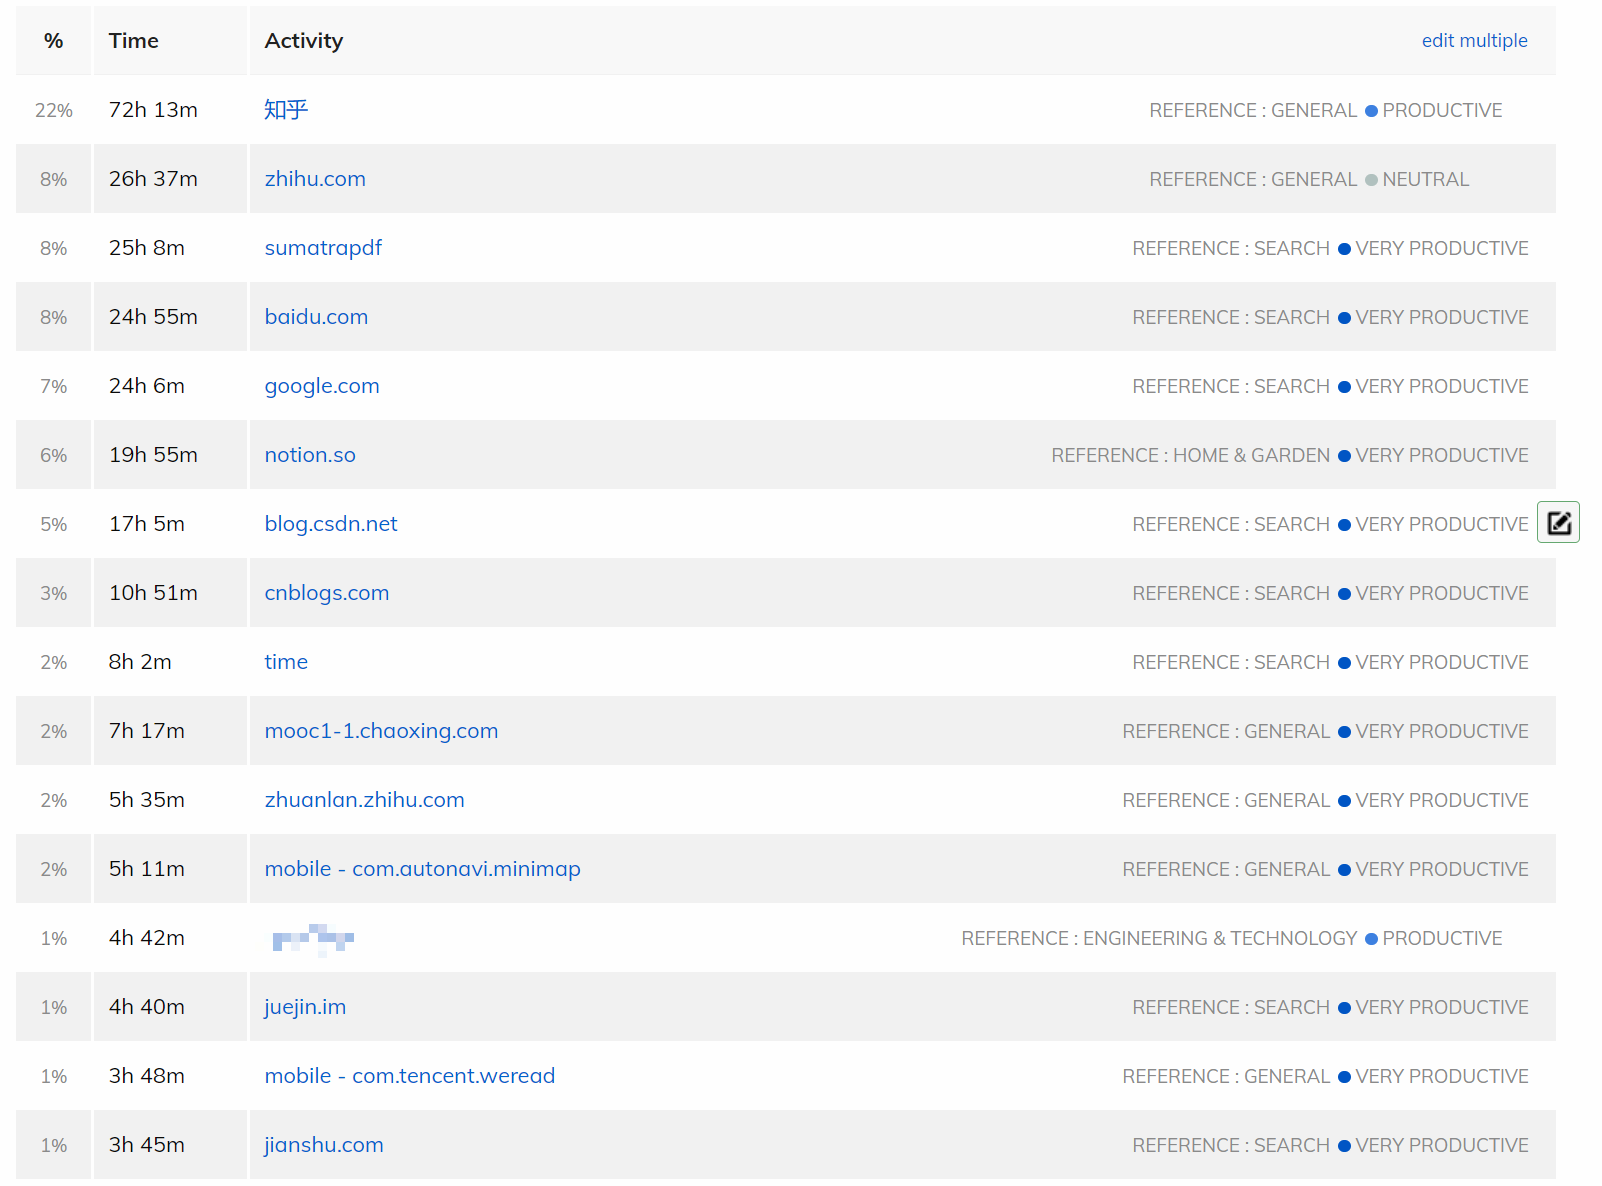 % Time Activity edit multiple
22% 72h 13m 知乎 REFERENCE : GENERAL PRODUCTIVE
8% 26h 37m zhihu.com REFERENCE : GENERAL NEUTRAL
8% 25h 8m sumatrapdf REFERENCE : SEARCH VERY PRODUCTIVE
8% 24h 55m baidu.com REFERENCE : SEARCH VERY PRODUCTIVE
7% 24h 6m google.com REFERENCE : SEARCH VERY PRODUCTIVE
6% 19h 55m notion.so REFERENCE : HOME & GARDEN VERY PRODUCTIVE
5% 17h 5m blog.csdn.net REFERENCE : SEARCH VERY PRODUCTIVE
3% 10h 51m cnblogs.com REFERENCE : SEARCH VERY PRODUCTIVE
2% 8h 2m time REFERENCE : SEARCH VERY PRODUCTIVE
2% 7h 17m mooc1-1.chaoxing.com REFERENCE : GENERAL VERY PRODUCTIVE
2% 5h 35m zhuanlan.zhihu.com REFERENCE : GENERAL VERY PRODUCTIVE
2% 5h 11m mobile - com.autonavi.minimap REFERENCE : GENERAL VERY PRODUCTIVE
1% 4h 42m REFERENCE : ENGINEERING & TECHNOLOGY PRODUCTIVE
1% 4h 40m juejin.im REFERENCE : SEARCH VERY PRODUCTIVE
1% 3h 48m mobile - com.tencent.weread REFERENCE : GENERAL VERY PRODUCTIVE
1% 3h 45m jianshu.com REFERENCE : SEARCH VERY PRODUCTIVE